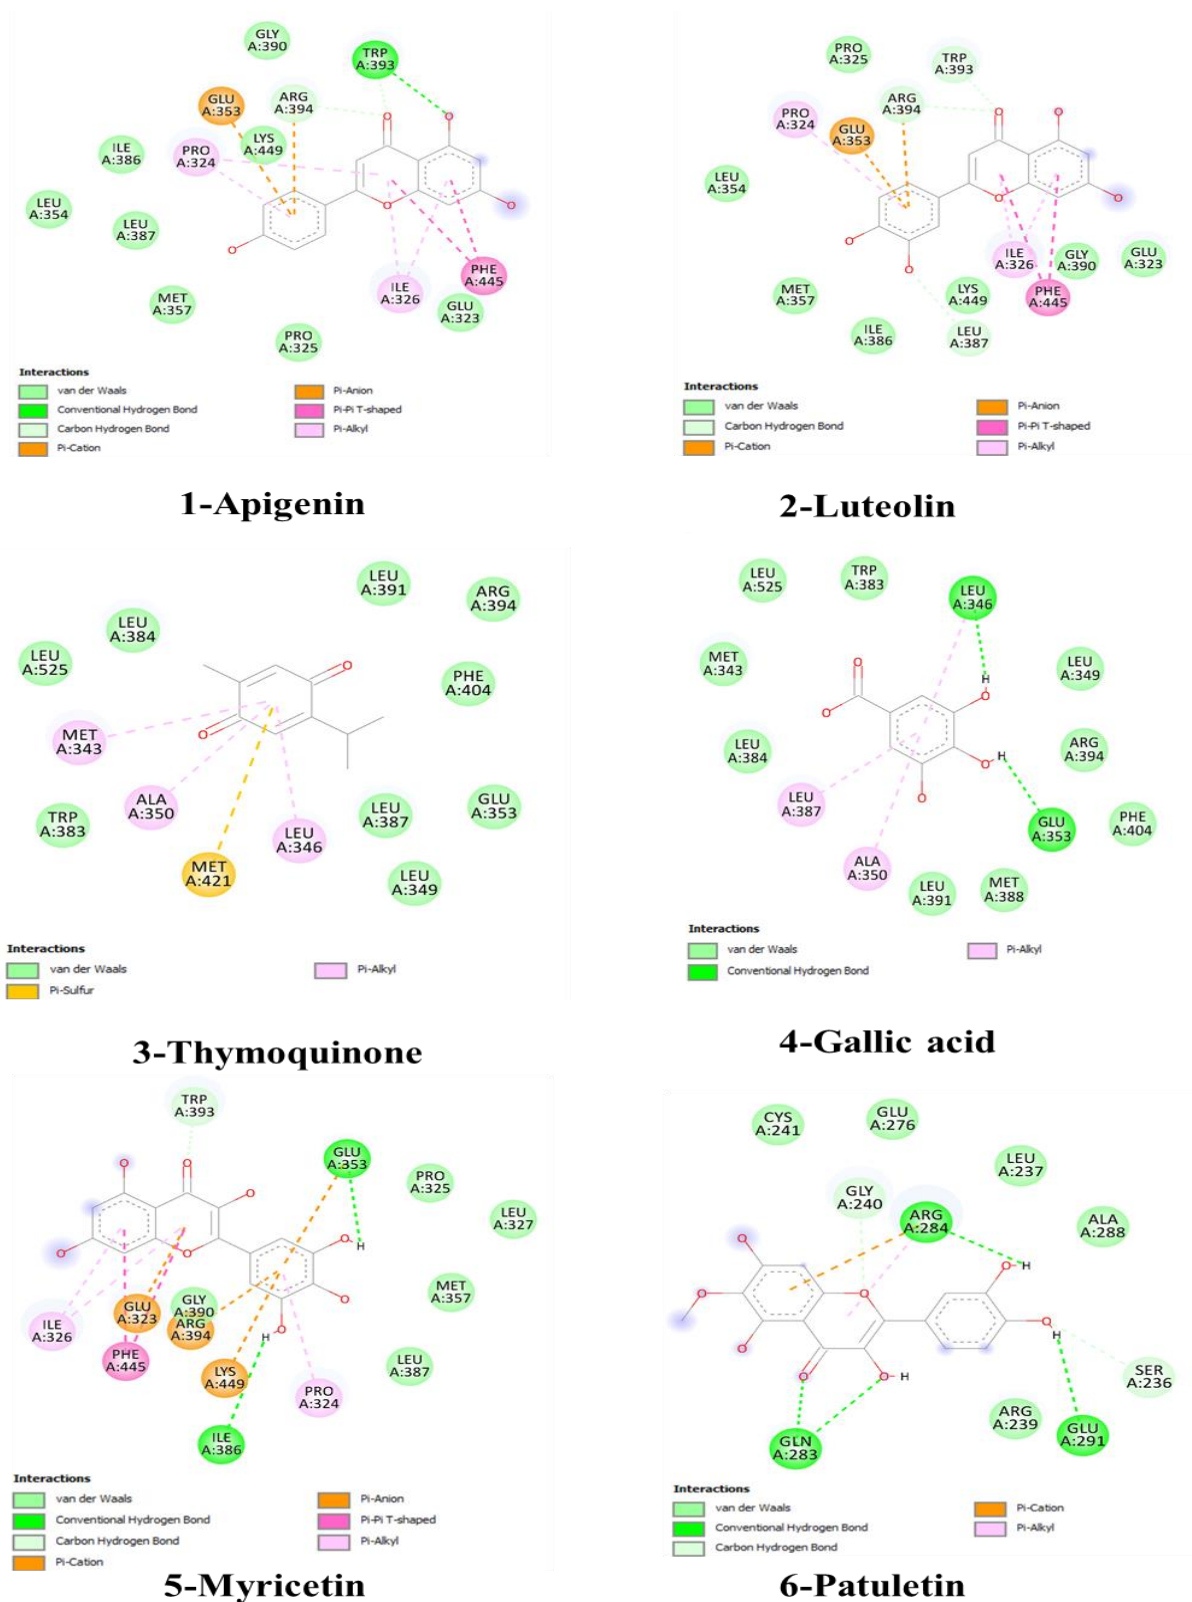 GLY
A:390
TRP
A:393
GLU
A:353
ARG
A:394
LYS
A:449
ILE
A:386
PRO
A:324
LEU
A:354
LEU
A:387
MET
A:357
PRO
A:325
ILE
A:326
PHE
A:445
GLU
A:323
O
O
O
O
O
Interactions
van der Waals
Conventional Hydrogen Bond
Carbon Hydrogen Bond
Pi-Cation
Pi-Anion
Pi-Pi T-shaped
Pi-Alkyl
1-Apigenin
PRO
A:325
TRP
A:393
ARG
A:394
PRO
A:324
GLU
A:353
LEU
A:354
MET
A:357
ILE
A:386
LYS
A:449
LEU
A:387
ILE
A:326
GLY
A:390
PHE
A:445
GLU
A:323
O
O
O
O
O
O
Interactions
van der Waals
Carbon Hydrogen Bond
Pi-Cation
Pi-Anion
Pi-Pi T-shaped
Pi-Alkyl
2-Luteolin
LEU
A:391
ARG
A:394
LEU
A:384
LEU
A:525
PHE
A:404
MET
A:343
ALA
A:350
TRP
A:383
LEU
A:387
GLU
A:353
LEU
A:346
MET
A:421
LEU
A:349
O
O
Interactions
van der Waals
Pi-Sulfur
Pi-Alkyl
3-Thymoquinone
LEU
A:525
TRP
A:383
LEU
A:346
MET
A:343
LEU
A:349
LEU
A:384
ARG
A:394
LEU
A:387
GLU
A:353
PHE
A:404
ALA
A:350
LEU
A:391
MET
A:388
O
O
H
O
O
H
O
Interactions
van der Waals
Conventional Hydrogen Bond
Pi-Alkyl
4-Gallic acid
TRP
A:393
GLU
A:353
PRO
A:325
LEU
A:327
MET
A:357
ILE
A:326
GLU
A:323
GLY
A:390
ARG
A:394
PHE
A:445
LYS
A:449
LEU
A:387
PRO
A:324
ILE
A:386
O
O
O
O
O
O
H
O
O
H
Interactions
van der Waals
Conventional Hydrogen Bond
Carbon Hydrogen Bond
Pi-Cation
Pi-Anion
Pi-Pi T-shaped
Pi-Alkyl
5-Myricetin
CYS
A:241
GLU
A:276
LEU
A:237
GLY
A:240
ARG
A:284
ALA
A:288
SER
A:236
ARG
A:239
GLU
A:291
GLN
A:283
O
O
H
O
O
O
H
O
O
O
H
Interactions
van der Waals
Conventional Hydrogen Bond
Carbon Hydrogen Bond
Pi-Cation
Pi-Alkyl
6-Patuletin